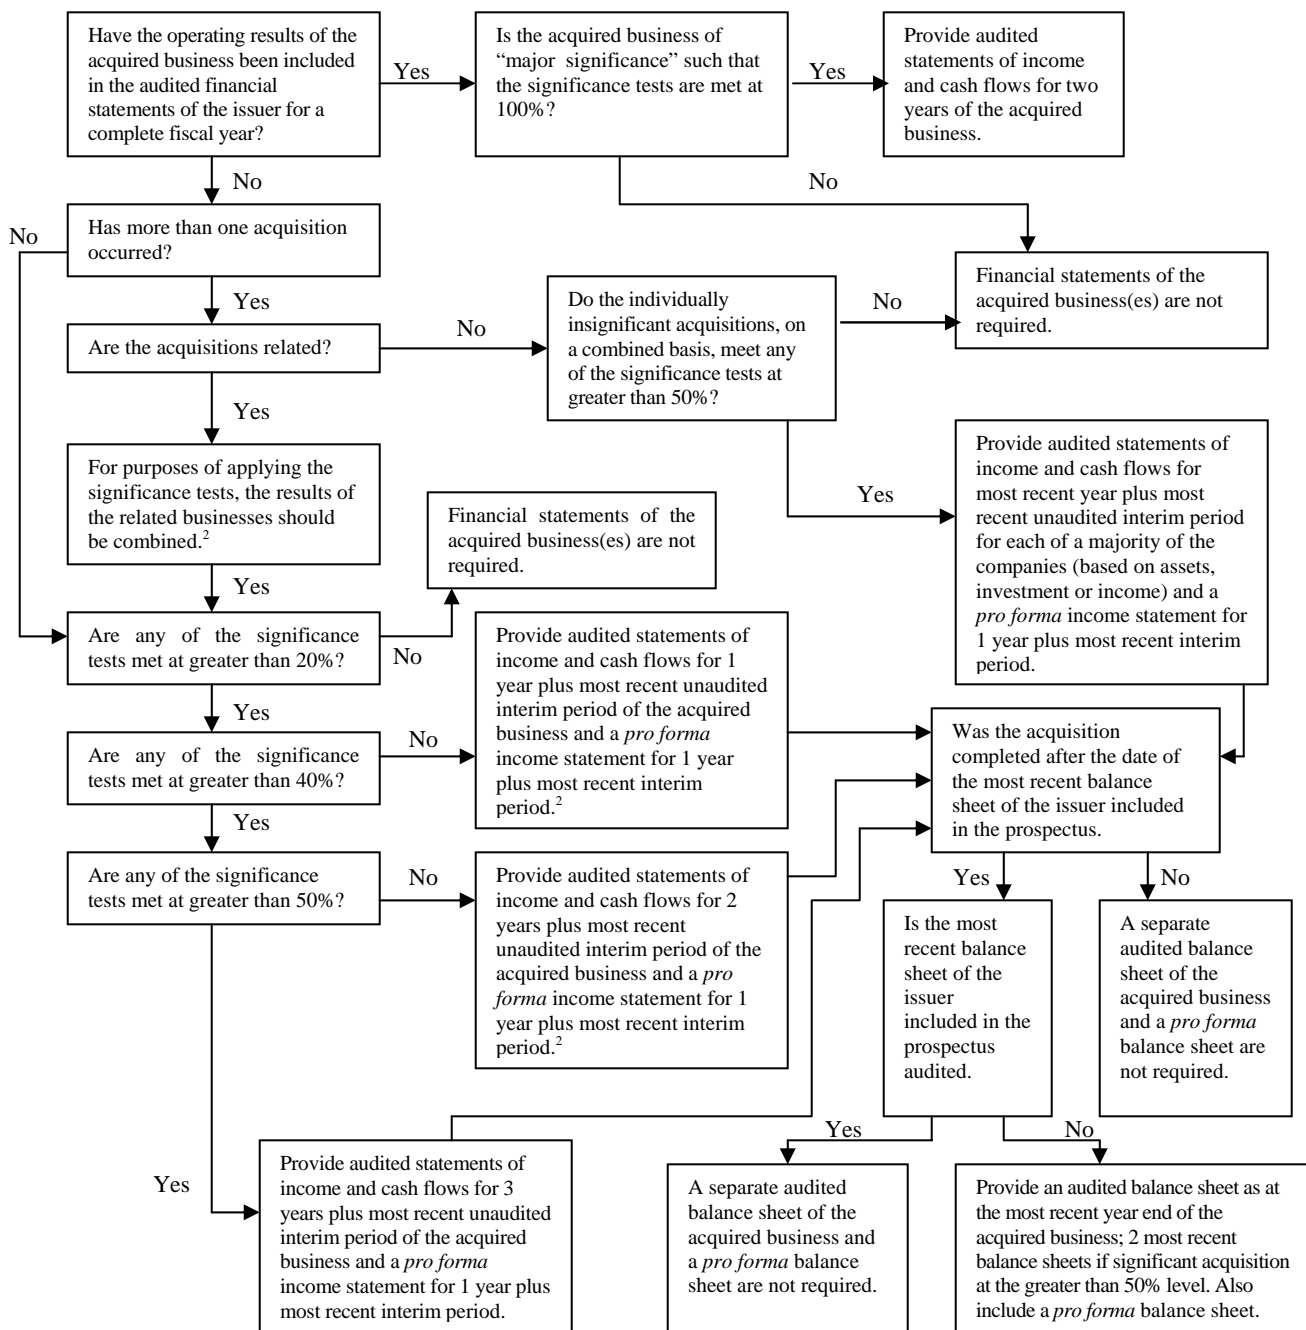 Have the operating results of the
acquired business been included
in the audited financial
statements of the issuer for a
complete fiscal year?
Yes
Is the acquired business of
“major significance” such that
the significance tests are met at
100%?
Yes
Provide audited
statements of income
and cash flows for two
years of the acquired
business.
No
No
Has more than one acquisition
occurred?
No
Yes
Are the acquisitions related?
No
Do the individually
insignificant acquisitions, on
a combined basis, meet any
of the significance tests at
greater than 50%?
No
Financial statements of the
acquired business(es) are not
required.
Yes
For purposes of applying the
significance tests, the results of
the related businesses should
be combined.2
Yes
Provide audited statements of
income and cash flows for
most recent year plus most
recent unaudited interim period
for each of a majority of the
companies (based on assets,
investment or income) and a
pro forma income statement for
1 year plus most recent interim
period.
Financial statements of the
acquired business(es) are not
required.
Yes
Are any of the significance
tests met at greater than 20%?
No
Yes
Provide audited statements of
income and cash flows for 1
year plus most recent unaudited
interim period of the acquired
business and a pro forma
income statement for 1 year
plus most recent interim
period.2
Are any of the significance
tests met at greater than 40%?
No
Yes
Was the acquisition
completed after the date of
the most recent balance
sheet of the issuer included
in the prospectus.
Are any of the significance
tests met at greater than 50%?
No
Provide audited statements of
income and cash flows for 2
years plus most recent
unaudited interim period of the
acquired business and a pro
forma income statement for 1
year plus most recent interim
period.2
Yes
No
Is the most
recent balance
sheet of the
issuer
included in the
prospectus
audited.
A separate
audited balance
sheet of the
acquired business
and a pro forma
balance sheet are
not required.
Yes
Provide audited statements of
income and cash flows for 3
years plus most recent unaudited
interim period of the acquired
business and a pro forma
income statement for 1 year plus
most recent interim period.
Yes
No
A separate audited
balance sheet of the
acquired business and
a pro forma balance
sheet are not required.
Provide an audited balance sheet as at
the most recent year end of the
acquired business; 2 most recent
balance sheets if significant acquisition
at the greater than 50% level. Also
include a pro forma balance sheet.